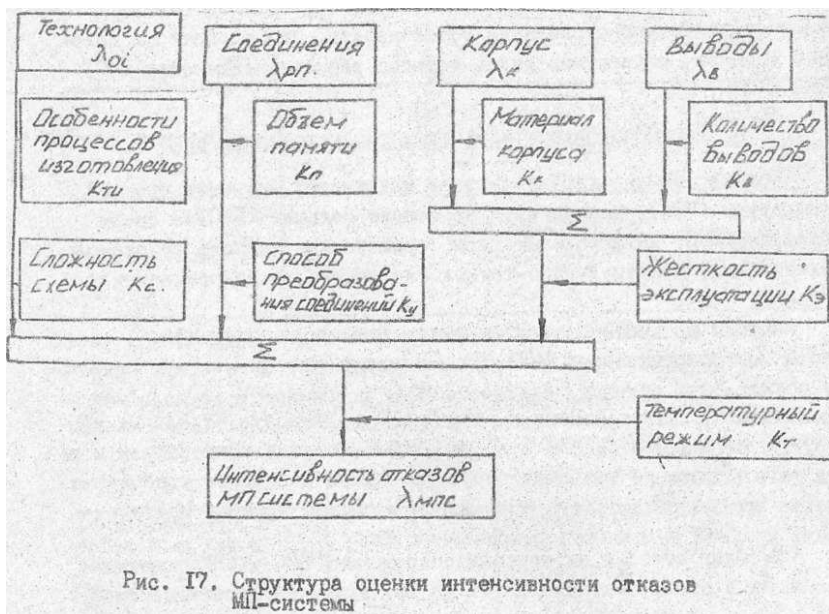 Технология
λоi
Соединения
λрп.
Корпус
λк
Выводы
λв
Особенности
процессов
изготовления
Кти
Объем
памяти
Кп
Материал
корпуса
Кк
Количество
выводов
Кв
Σ
Сложность
схемы Кс.
Способ
преобразова-
ния соединений Ку
Жесткость
эксплуатации Кэ
Σ
Температурный
режим Кт
Интенсивность отказов
МП системы λмпс
Рис. I7. Структура оценки интенсивности отказов
МП-системы